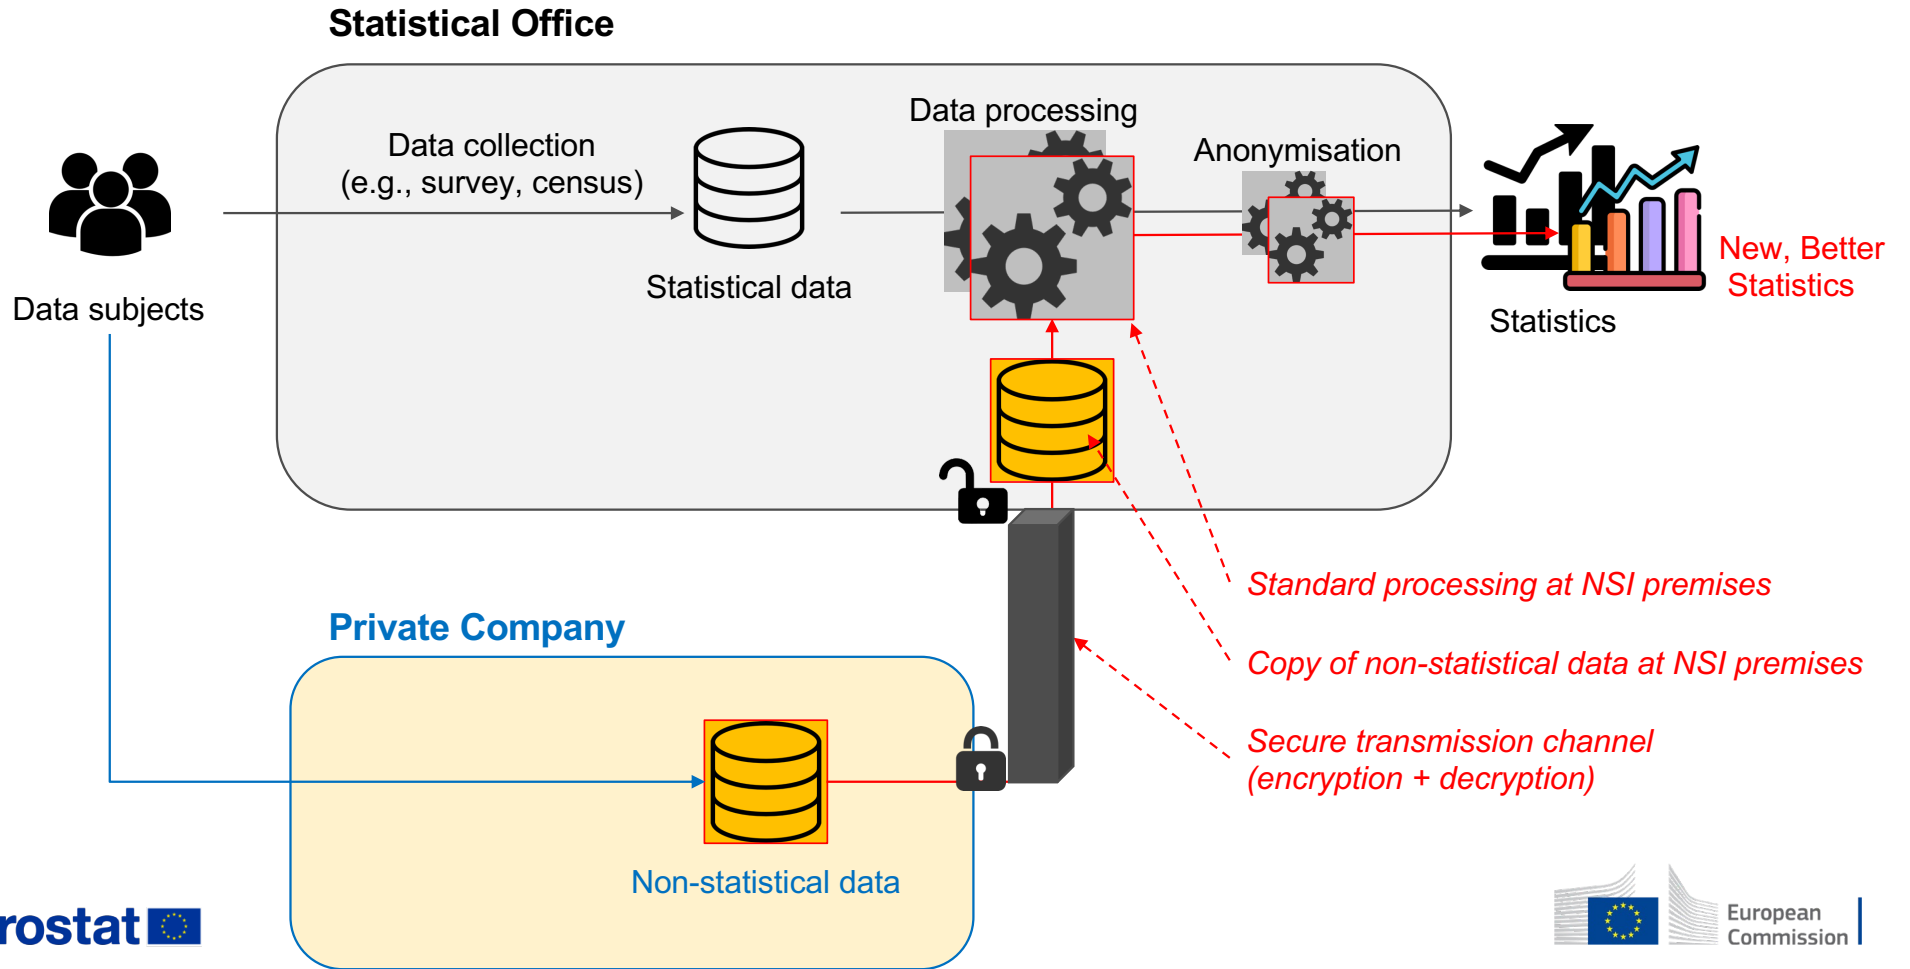 Statistical Office
Data processing
Data collection
(e.g., survey, census)
Anonymisation
Statistical data
Data subjects
New, Better
Statistics
Statistics
Standard processing at NSI premises
Private Company
Copy of non-statistical data at NSI premises
Secure transmission channel
(encryption + decryption)
Non-statistical data
rostat
European
Commission